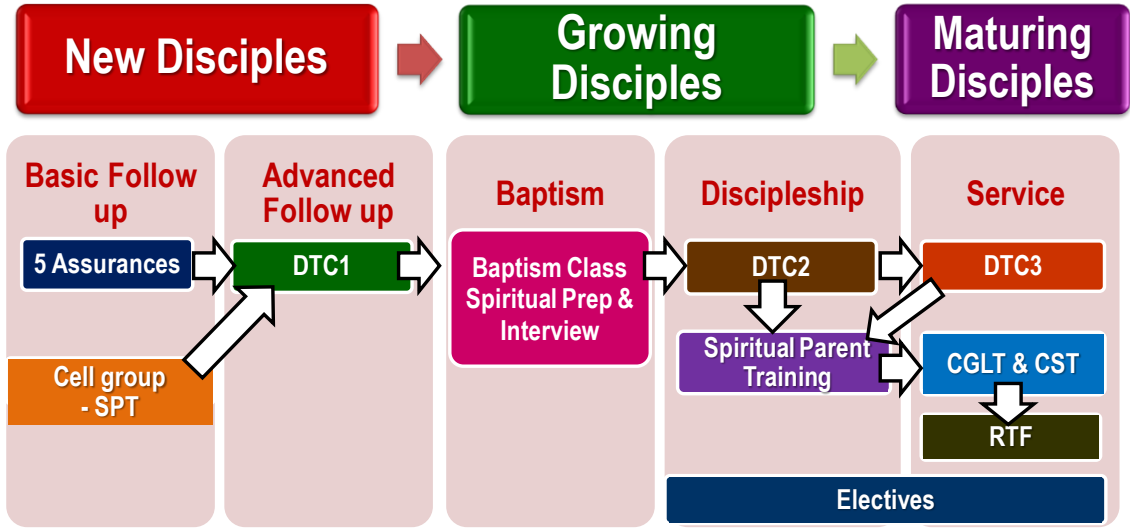 New Disciples
Growing
Disciples
Maturing
Disciples
Basic Follow
up
Advanced
Follow up
Baptism
Discipleship
Service
5 Assurances
DTC1
Baptism Class
Spiritual Prep &
Interview
DTC2
DTC3
Cell group
- SPT
Spiritual Parent
Training
CGLT & CST
RTF
Electives